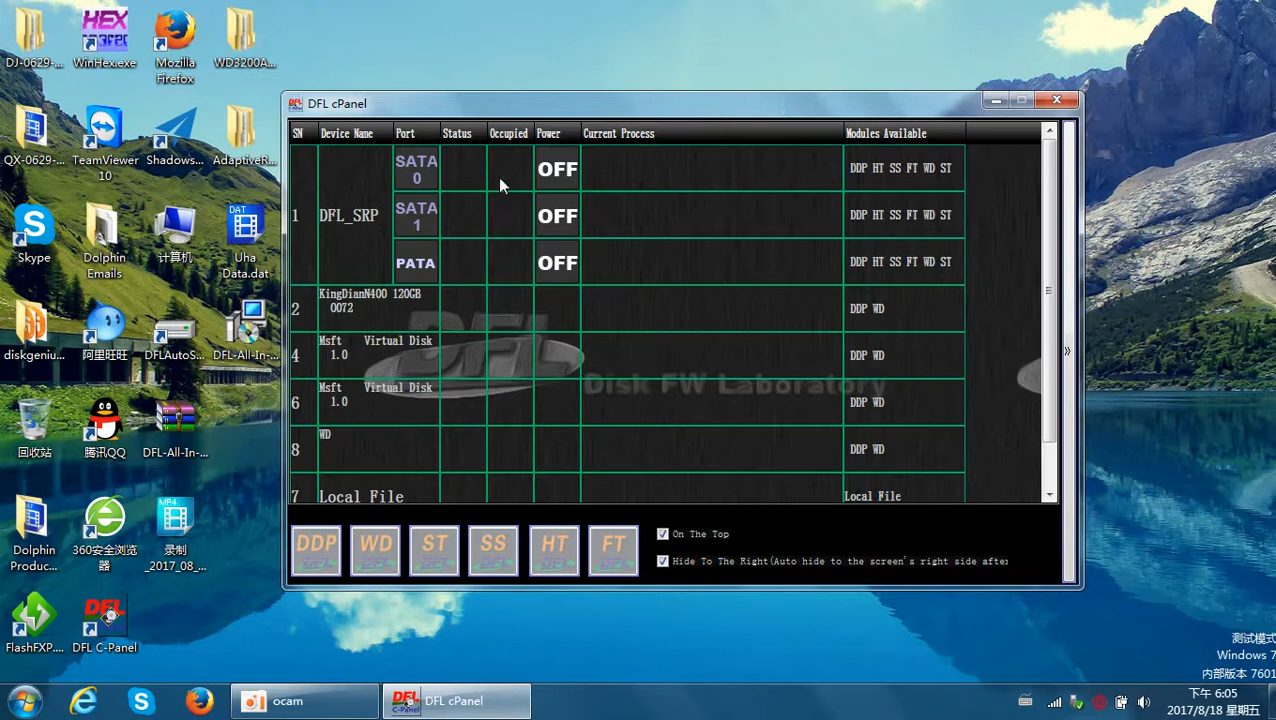 DJ-0629-...
HEX
WinHex.exe
Mozilla
Firefox
WD3200A...
QX-0629-...
TeamViewer
10
Shadows...
AdaptiveR...
Skype
Dolphin
Emails
计算机
DAT
Uha
Data.dat
diskgeniu...
阿里旺旺
DFLAutoS...
DFL-All-In-...
回收站
腾讯QQ
DFL-All-In-...
Dolphin
Produc...
360安全浏览
器
MP4
录制
_2017_08_...
FlashFXP....
DFL
DFL C-Panel
DFL cPanel
SN Device Name Port Status Occupied Power Current Process Modules Available
1 DFL_SRP
SATA 0 OFF DDP HT SS FT WD ST
SATA 1 OFF DDP HT SS FT WD ST
PATA OFF DDP HT SS FT WD ST
2 KingDianN400 120GB
0072 DDP WD
4 Msft Virtual Disk
1.0 DDP WD
6 Msft Virtual Disk
1.0 DDP WD
8 WD DDP WD
7 Local File Local File
DFL
Disk FW Laboratory
DDP WD ST SS HT FT
On The Top
Hide To The Right(Auto hide to the screen's right side after
测试模式
Windows 7
内部版本 7601
ocam
DFL
C-Panel
DFL cPanel
下午 6:05
2017/8/18 星期五